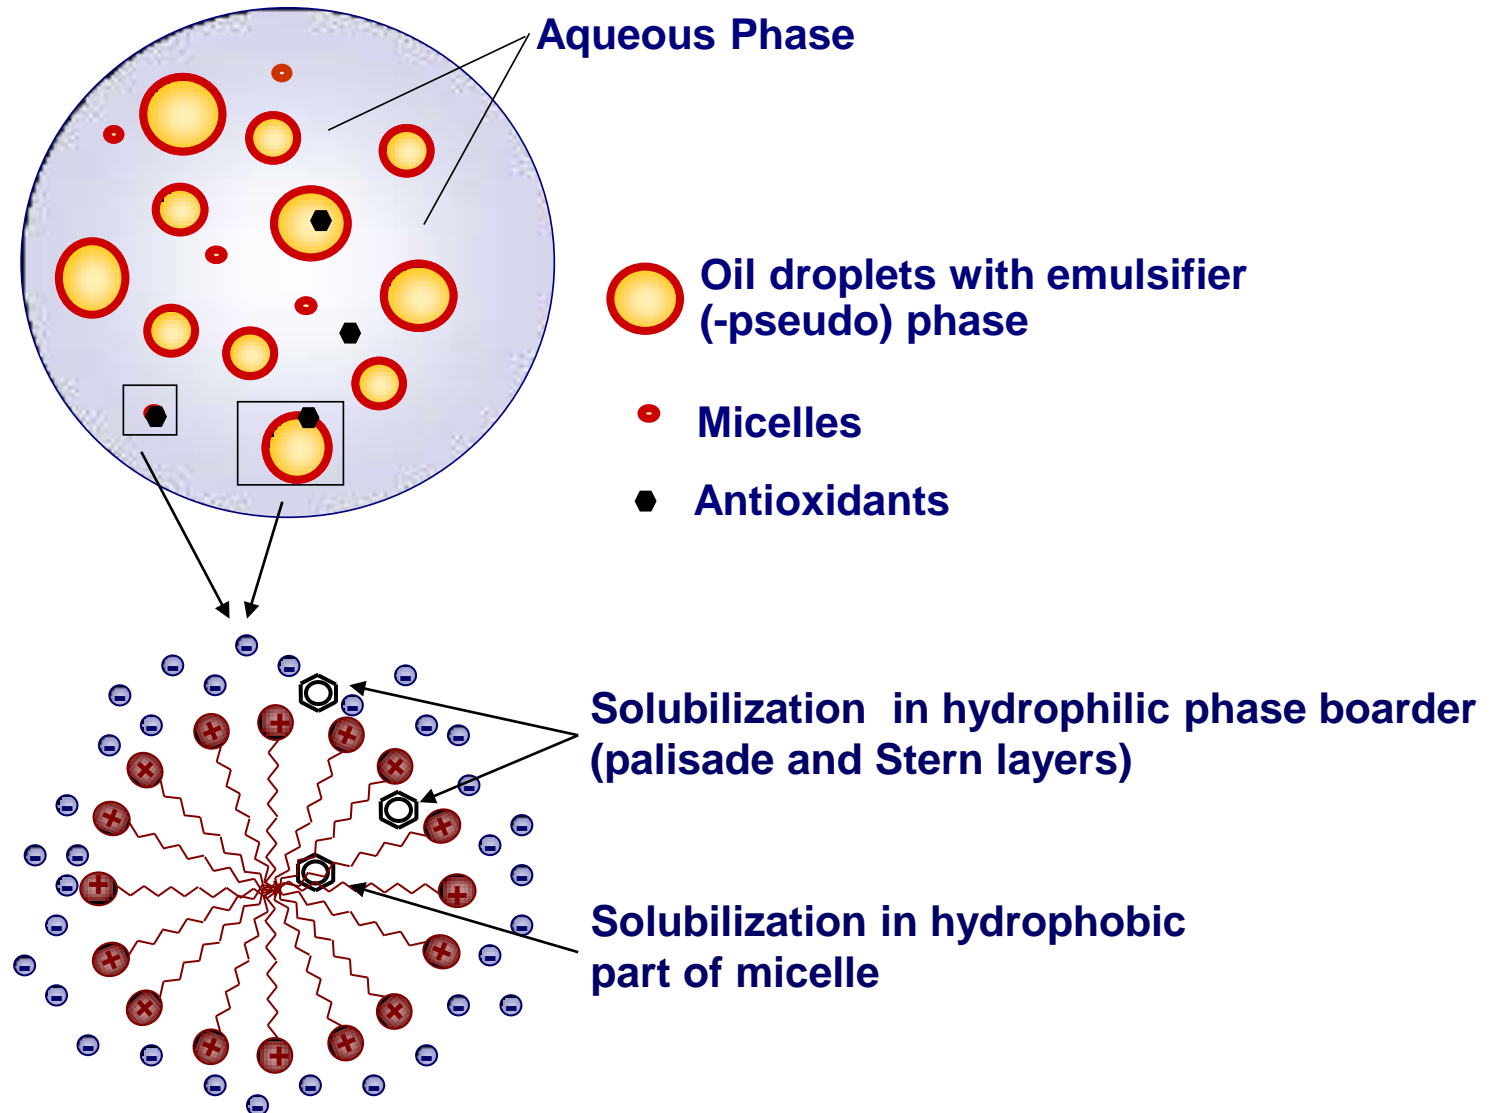 Aqueous Phase
Oil droplets with emulsifier
(-pseudo) phase
Micelles
Antioxidants
Solubilization in hydrophilic phase boarder
(palisade and Stern layers)
Solubilization in hydrophobic
part of micelle